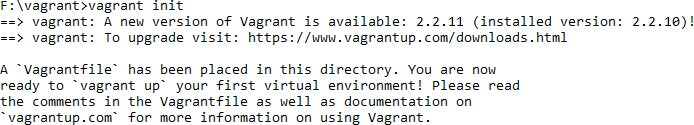 F:\vagrant>vagrant init
==> vagrant: A new version of Vagrant is available: 2.2.11 (installed version: 2.2.10)!
==> vagrant: To upgrade visit: https://www.vagrantup.com/downloads.html
A `Vagrantfile` has been placed in this directory. You are now
ready to `vagrant up` your first virtual environment! Please read
the comments in the Vagrantfile as well as documentation on
`vagrantup.com` for more information on using Vagrant.